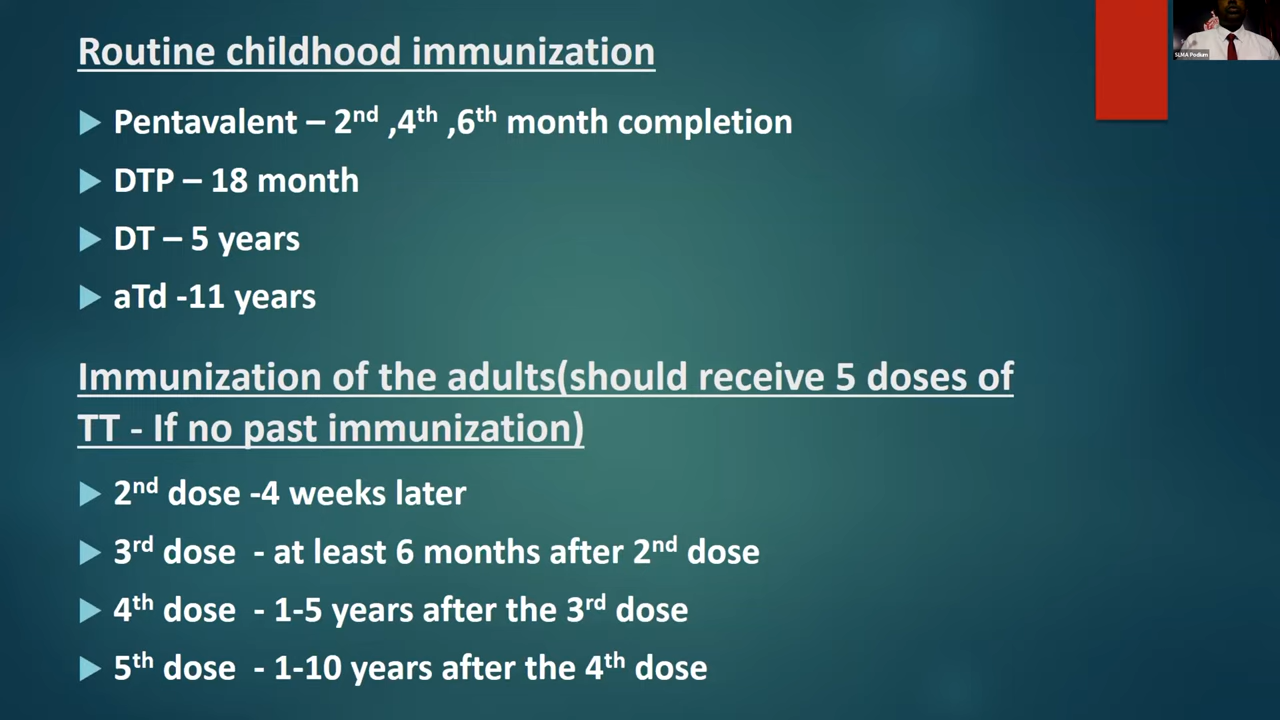 Routine childhood immunization
Pentavalent – 2nd ,4th ,6th month completion
DTP – 18 month
DT – 5 years
aTd -11 years
Immunization of the adults(should receive 5 doses of
TT - If no past immunization)
2nd dose -4 weeks later
3rd dose - at least 6 months after 2nd dose
4th dose - 1-5 years after the 3rd dose
5th dose - 1-10 years after the 4th dose
SLMA Podium